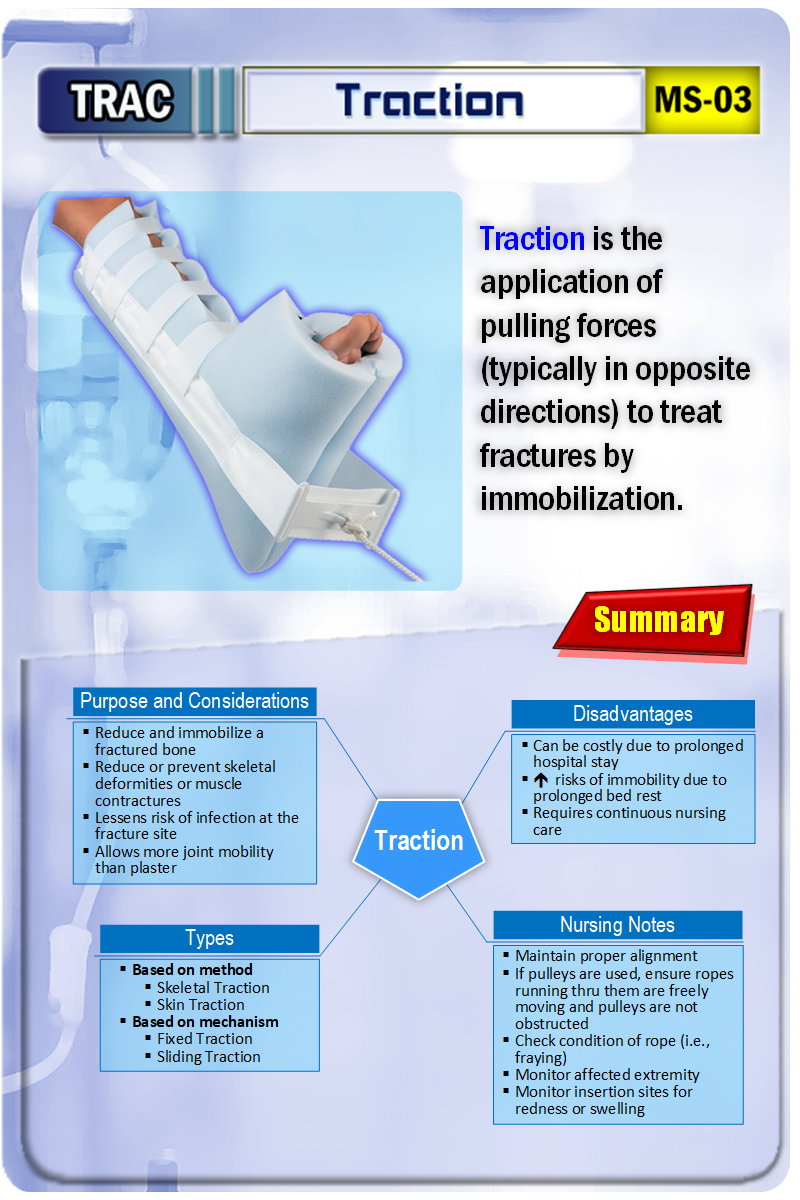 TRAC
Traction
MS-03
Traction is the
application of
pulling forces
(typically in opposite
directions) to treat
fractures by
immobilization.
Summary
Purpose and Considerations
▪ Reduce and immobilize a
fractured bone
▪ Reduce or prevent skeletal
deformities or muscle
contractures
▪ Lessens risk of infection at the
fracture site
▪ Allows more joint mobility
than plaster
Disadvantages
▪ Can be costly due to prolonged
hospital stay
▪ ↑ risks of immobility due to
prolonged bed rest
▪ Requires continuous nursing
care
Traction
Types
▪ Based on method
▪ Skeletal Traction
▪ Skin Traction
▪ Based on mechanism
▪ Fixed Traction
▪ Sliding Traction
Nursing Notes
▪ Maintain proper alignment
▪ If pulleys are used, ensure ropes
running thru them are freely
moving and pulleys are not
obstructed
▪ Check condition of rope (i.e.,
fraying)
▪ Monitor affected extremity
▪ Monitor insertion sites for
redness or swelling